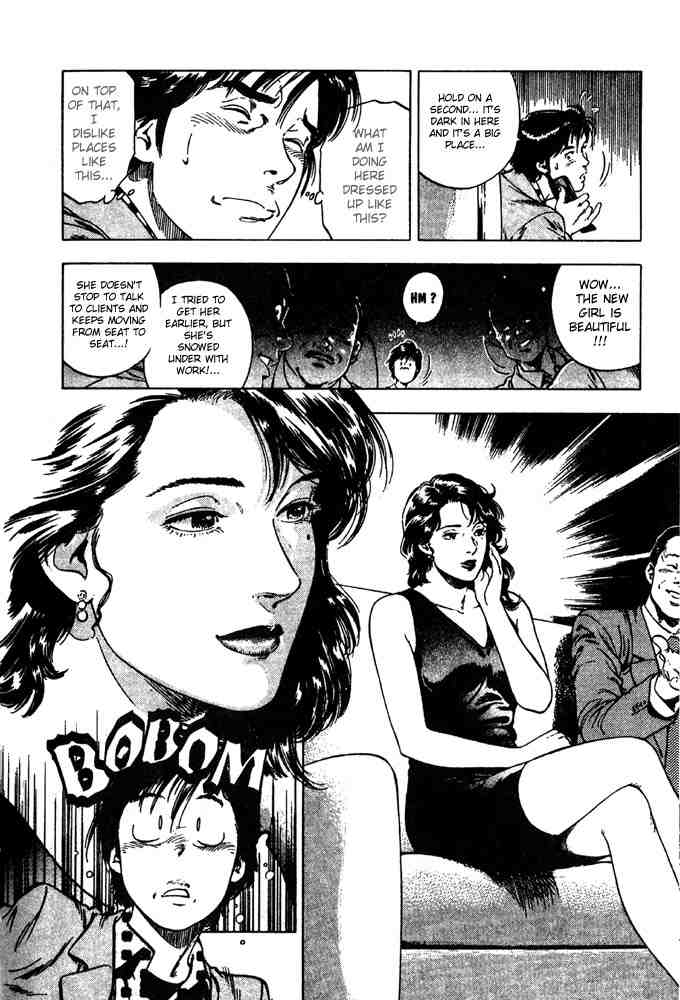 HOLD ON A
SECOND... IT'S
DARK IN HERE
AND IT'S A BIG
PLACE...
WHAT
AM I
DOING
HERE
DRESSED
UP LIKE
THIS?
ON TOP
OF THAT,
I
DISLIKE
PLACES
LIKE
THIS...
WOW...
THE NEW
GIRL IS
BEAUTIFUL
!!!
HM ?
I TRIED TO
GET HER
EARLIER, BUT
SHE'S
SNOWED
UNDER WITH
WORK!...
SHE DOESN'T
STOP TO TALK
TO CLIENTS AND
KEEPS MOVING
FROM SEAT TO
SEAT...!
BOBOM